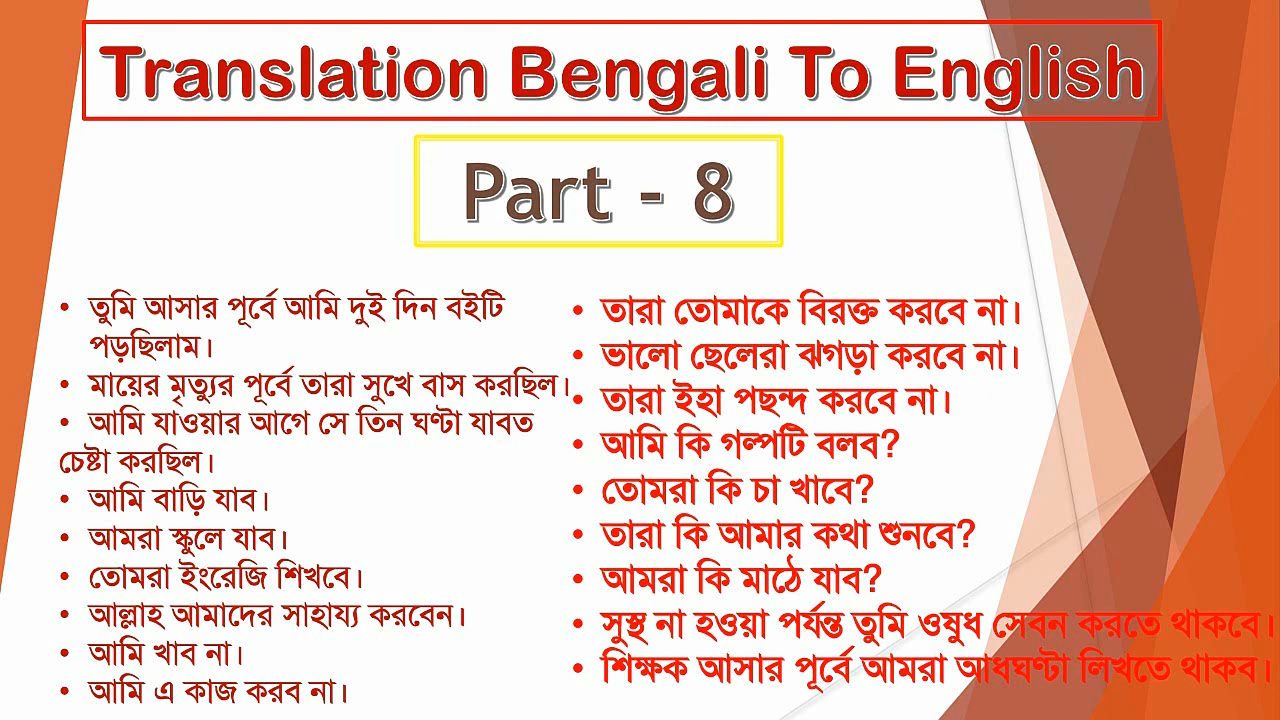 Translation Bengali To English
Part - 8
• তুমি আসার পূর্বে আমি দুই দিন বইটি
পড়ছিলাম।
• মায়ের মৃত্যুর পূর্বে তারা সুখে বাস করছিল।
• আমি যাওয়ার আগে সে তিন ঘণ্টা যাবত
চেষ্টা করছিল।
• আমি বাড়ি যাব।
• আমরা স্কুলে যাব।
• তোমরা ইংরেজি শিখবে।
• আল্লাহ আমাদের সাহায্য করবেন।
• আমি খাব না।
• আমি এ কাজ করব না।
• তারা তোমাকে বিরক্ত করবে না।
• ভালো ছেলেরা ঝগড়া করবে না।
• তারা ইহা পছন্দ করবে না।
• আমি কি গল্পটি বলব?
• তোমরা কি চা খাবে?
• তারা কি আমার কথা শুনবে?
• আমরা কি মাঠে যাব?
• সুস্থ না হওয়া পর্যন্ত তুমি ওষুধ সেবন করতে থাকবে।
• শিক্ষক আসার পূর্বে আমরা আধঘণ্টা লিখতে থাকব।